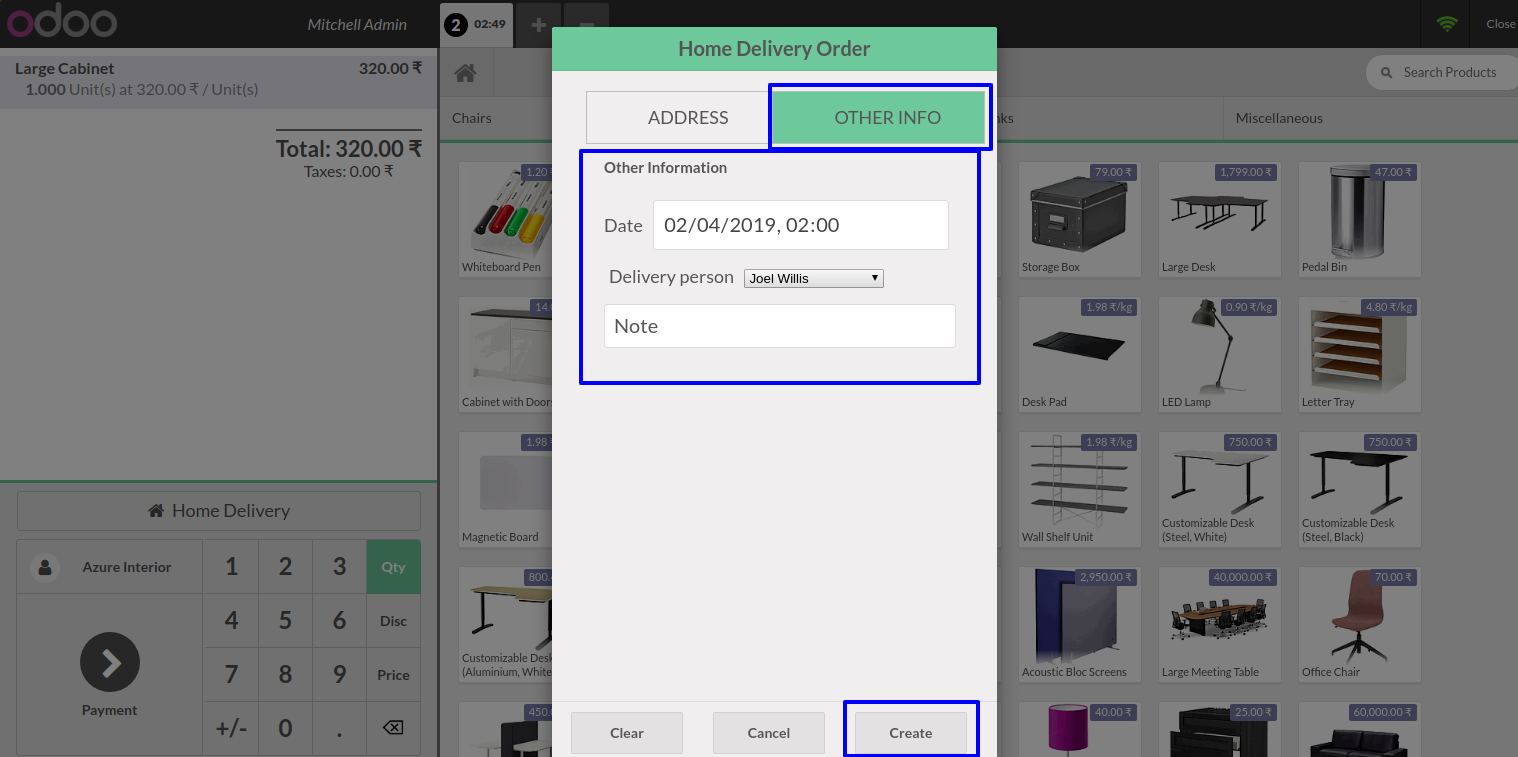 odoo
Mitchell Admin
2 02:49
+
−
Close
Large Cabinet 320.00 ₹
1.000 Unit(s) at 320.00 ₹ / Unit(s)
Total: 320.00 ₹
Taxes: 0.00 ₹
Home Delivery
Azure Interior
Payment
1 2 3 Qty
4 5 6 Disc
7 8 9 Price
+/- 0 .
Home Delivery Order
ADDRESS OTHER INFO
Other Information
Date 02/04/2019, 02:00
Delivery person Joel Willis
Note
Clear Cancel Create
Search Products
Chairs
Miscellaneous
1.20
Whiteboard Pen
79.00 ₹
Storage Box
1,799.00 ₹
Large Desk
47.00 ₹
Pedal Bin
Cabinet with Doors
1.98 ₹/kg
Desk Pad
0.90 ₹/kg
LED Lamp
4.80 ₹/kg
Letter Tray
1.98 ₹
Magnetic Board
1.98 ₹/kg
Wall Shelf Unit
750.00 ₹
Customizable Desk
(Steel, White)
750.00 ₹
Customizable Desk
(Steel, Black)
800.
Customizable Desk
(Aluminium, White
2,950.00 ₹
Acoustic Bloc Screens
40,000.00 ₹
Large Meeting Table
70.00 ₹
Office Chair
450.
40.00 ₹
25.00 ₹
60,000.00 ₹